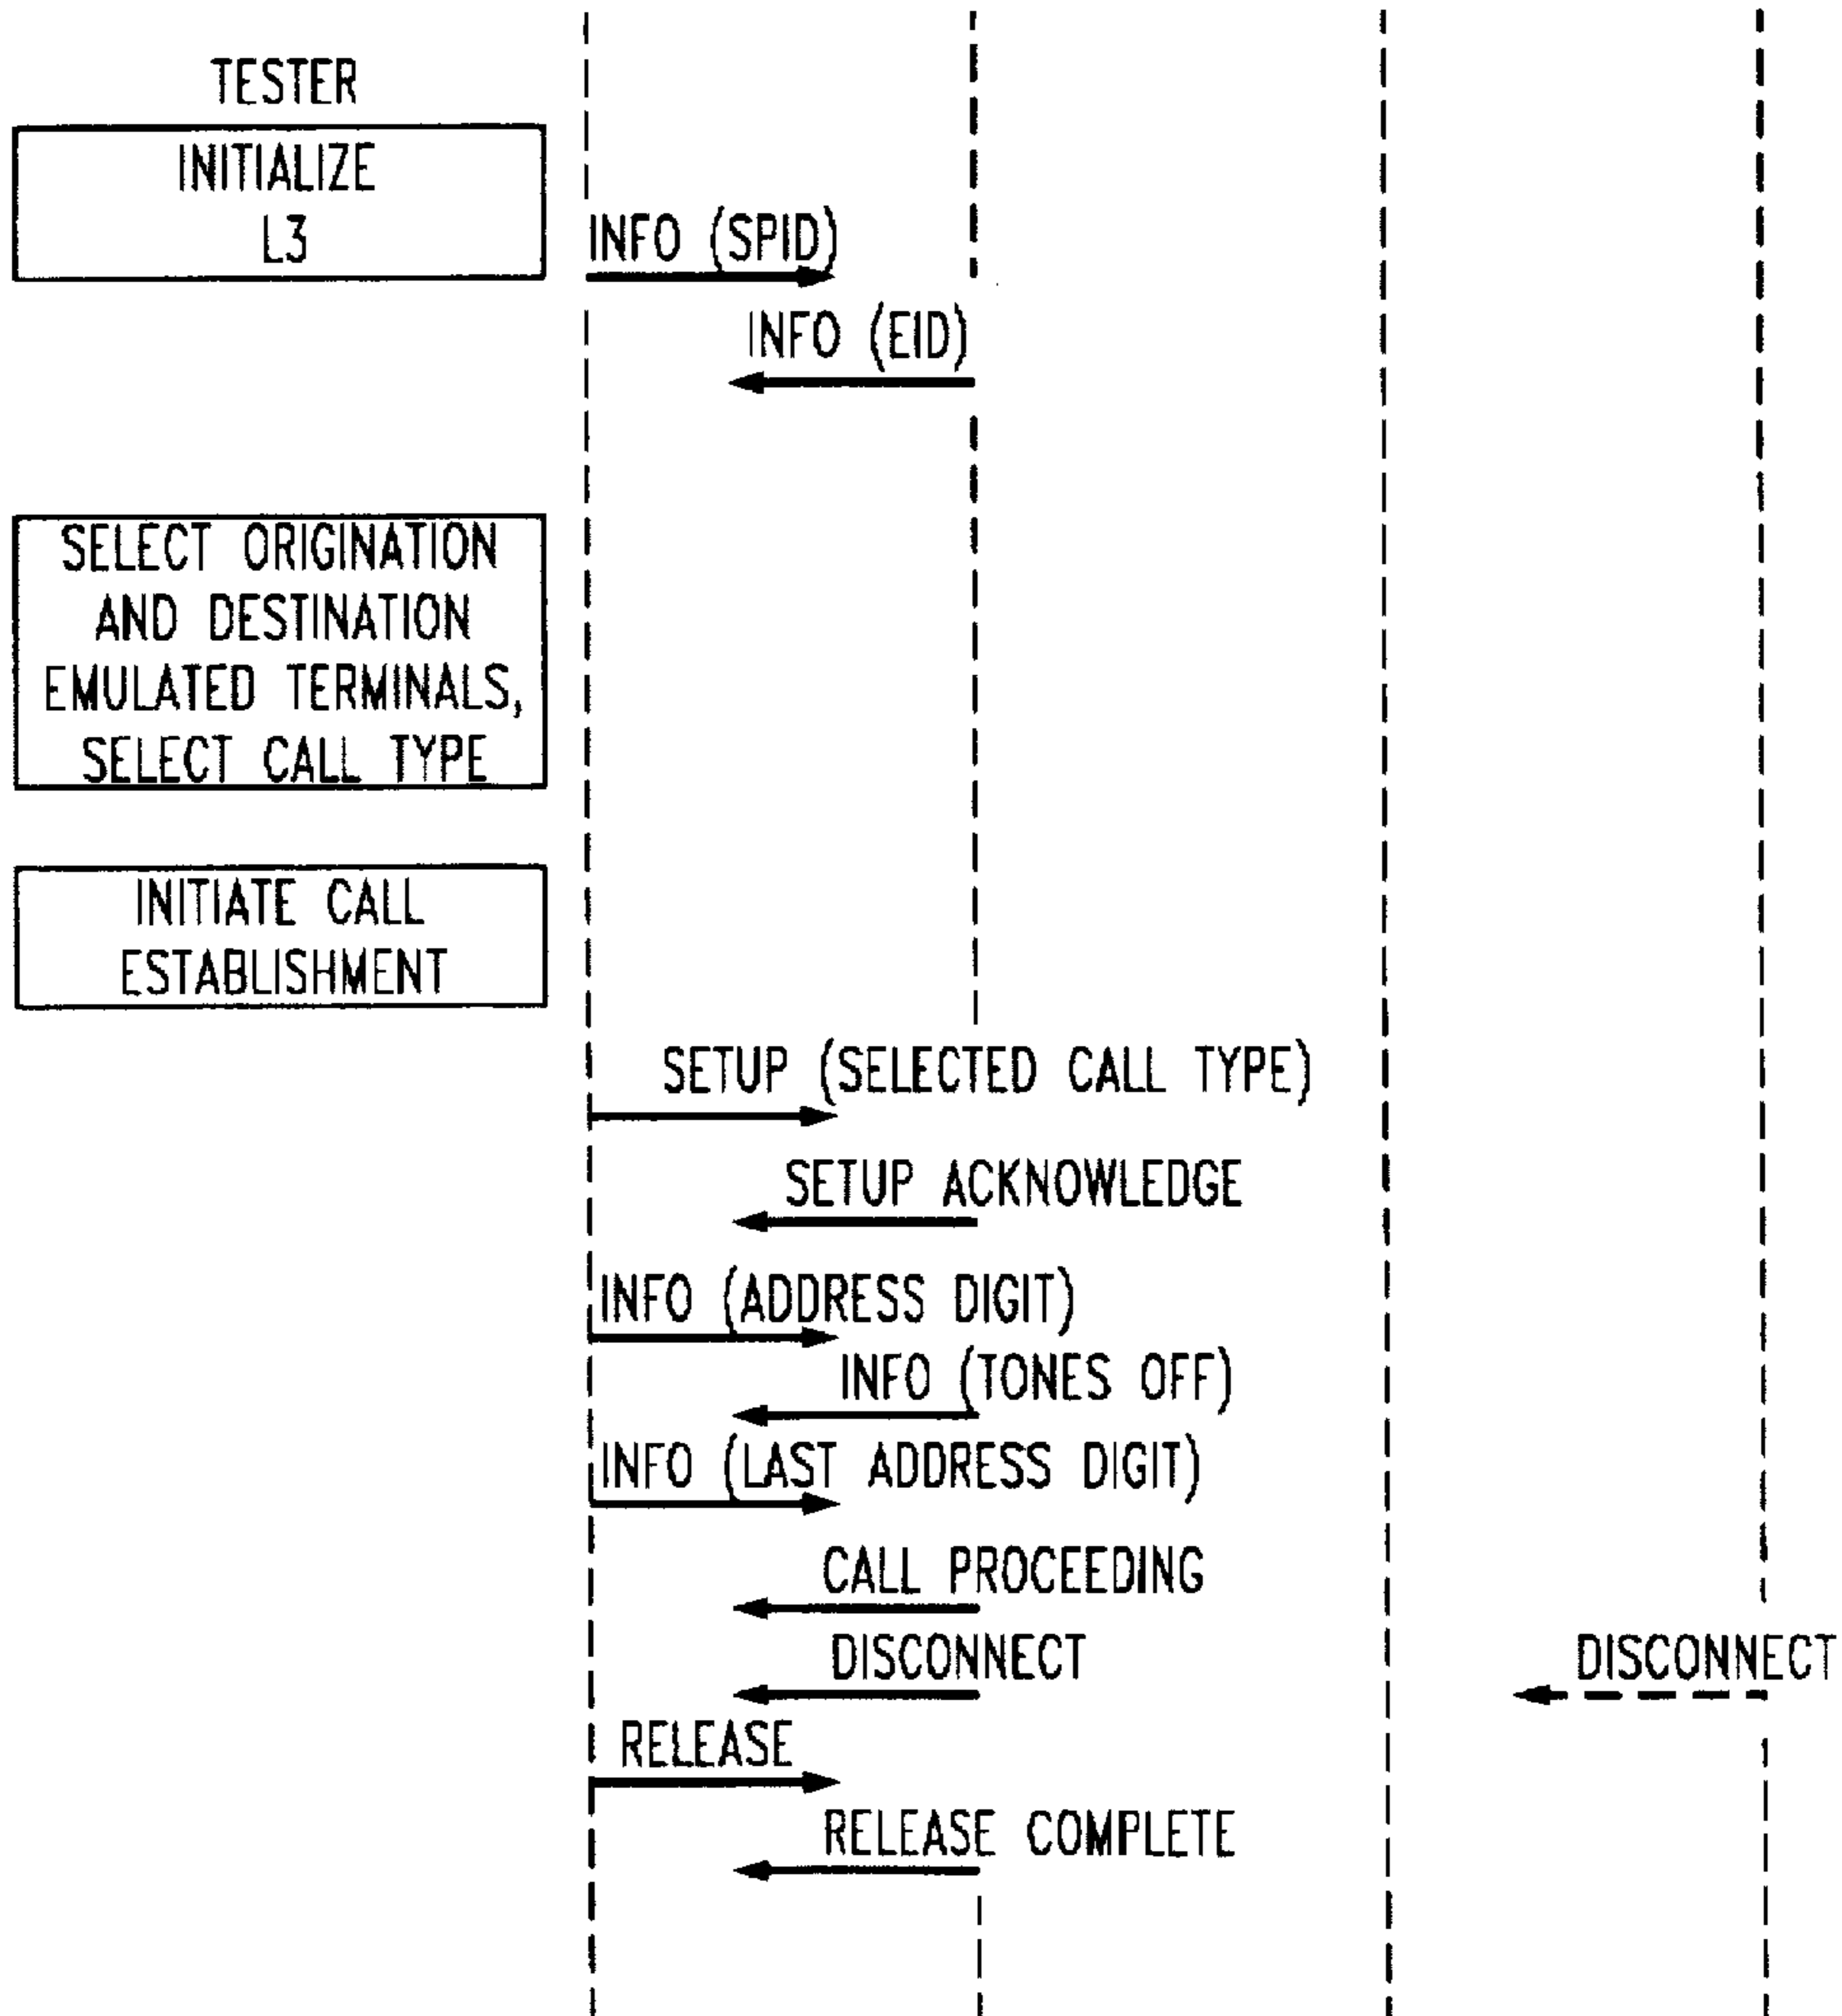 TESTER
INITIALIZE
L3
INFO (SPID)
INFO (EID)
SELECT ORIGINATION
AND DESTINATION
EMULATED TERMINALS,
SELECT CALL TYPE
INITIATE CALL
ESTABLISHMENT
SETUP (SELECTED CALL TYPE)
SETUP ACKNOWLEDGE
INFO (ADDRESS DIGIT)
INFO (TONES OFF)
INFO (LAST ADDRESS DIGIT)
CALL PROCEEDING
DISCONNECT
DISCONNECT
RELEASE
RELEASE COMPLETE